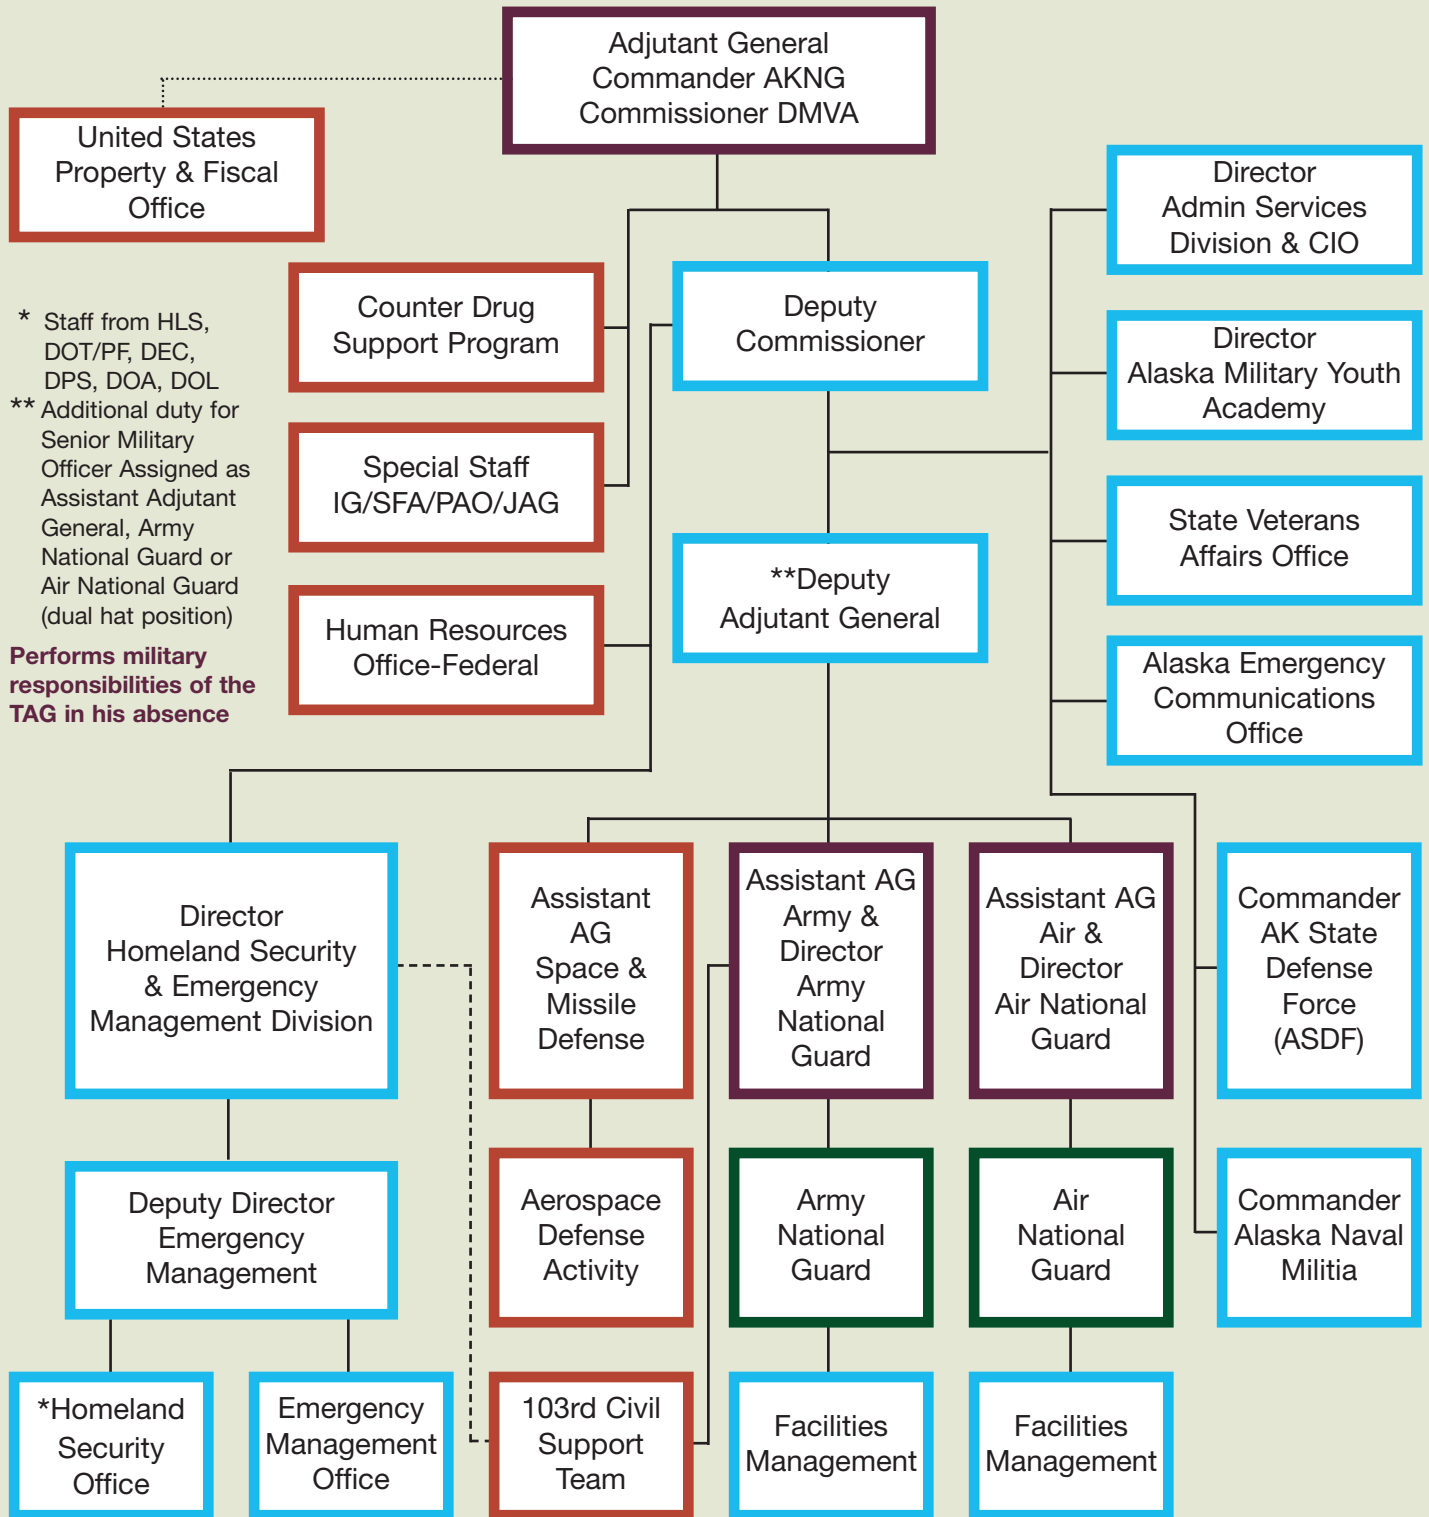 Adjutant General
Commander AKNG
Commissioner DMVA
United States
Property & Fiscal
Office
Director
Admin Services
Division & CIO
Counter Drug
Support Program
Deputy
Commissioner
* Staff from HLS,
DOT/PF, DEC,
DPS, DOA, DOL
** Additional duty for
Senior Military
Officer Assigned as
Assistant Adjutant
General, Army
National Guard or
Air National Guard
(dual hat position)
Performs military
responsibilities of the
TAG in his absence
Director
Alaska Military Youth
Academy
Special Staff
IG/SFA/PAO/JAG
State Veterans
Affairs Office
**Deputy
Adjutant General
Human Resources
Office-Federal
Alaska Emergency
Communications
Office
Director
Homeland Security
& Emergency
Management Division
Assistant
AG
Space &
Missile
Defense
Assistant AG
Army &
Director
Army
National
Guard
Assistant AG
Air &
Director
Air National
Guard
Commander
AK State
Defense
Force
(ASDF)
Deputy Director
Emergency
Management
Aerospace
Defense
Activity
Army
National
Guard
Air
National
Guard
Commander
Alaska Naval
Militia
*Homeland
Security
Office
Emergency
Management
Office
103rd Civil
Support
Team
Facilities
Management
Facilities
Management